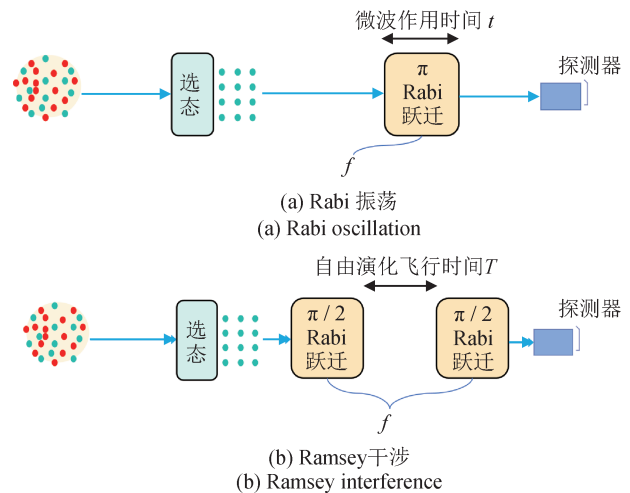 微波作用时间 t
选态
π
Rabi
跃迁
探测器
f
(a) Rabi 振荡
(a) Rabi oscillation
自由演化飞行时间T
选态
π / 2
Rabi
跃迁
π / 2
Rabi
跃迁
探测器
f
(b) Ramsey干涉
(b) Ramsey interference